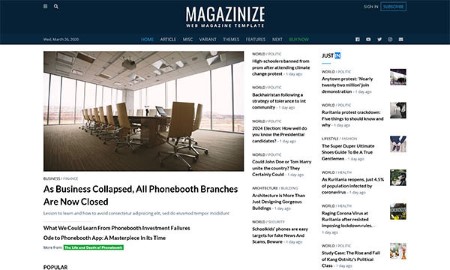 MAGAZINIZE
WEB MAGAZINE TEMPLATE
SIGN IN
SUBSCRIBE
Wed, March 26, 2020
HOME
ARTICLE
MISC
VARIANT
THEMES
FEATURES
NEXT
BUY NOW
BUSINESS / FINANCE
As Business Collapsed, All Phonebooth Branches
Are Now Closed
Laborum to learn and how to avoid consectetur adipiscing elit, sed do eiusmod tempor incididunt
What We Could Learn From Phonebooth Investment Failures
Ode to Phonebooth App: A Masterpiece In Its Time
More from: The Life and Death of Phonebooth
POPULAR
WORLD / POLITIC
High-schoolers banned
from prom after attending climate
change protest - 1 day ago
WORLD / POLITIC
Backhairistan following a
strategy of tolerance to int
community - 1 day ago
WORLD / POLITIC
2024 Election: How well do
you know the Presidential
candidates? - 1 day ago
WORLD / POLITIC
Could John One or Tom Harry
unite the country? They
Certainly Could - 1 day ago
ARCHITECTURE / BUILDING
Architecture is More Than
Just Designing Gorgeous
Buildings - 1 day ago
WORLD / SECURITY
Schoolkids' phones are easy
targets for Fake News And
Scams, Beware - 1 day ago
JUST IN
WORLD / POLITIC
Anytown protest: 'Nearly
twenty two million' join
demonstration - 1 day ago
WORLD / POLITIC
Ruritania protest crackdown:
Five things to should know and
why - 1 day ago
LIFESTYLE / FASHION
The Super Duper Ultimate
Shoes Guide To Be A True
Gentlemen - 1 day ago
WORLD / HEALTH
As Ruritania reopens, just 4.5%
of population infected by
coronavirus - 1 day ago
WORLD / HEALTH
Raging Corona Virus at
Ruritania after revisited
imposing lockdown rules..
- 1 day ago
WORLD / HEALTH
Study Case: The Rise and Fall
of Kang Ootnik's Political
Class - 1 day ago